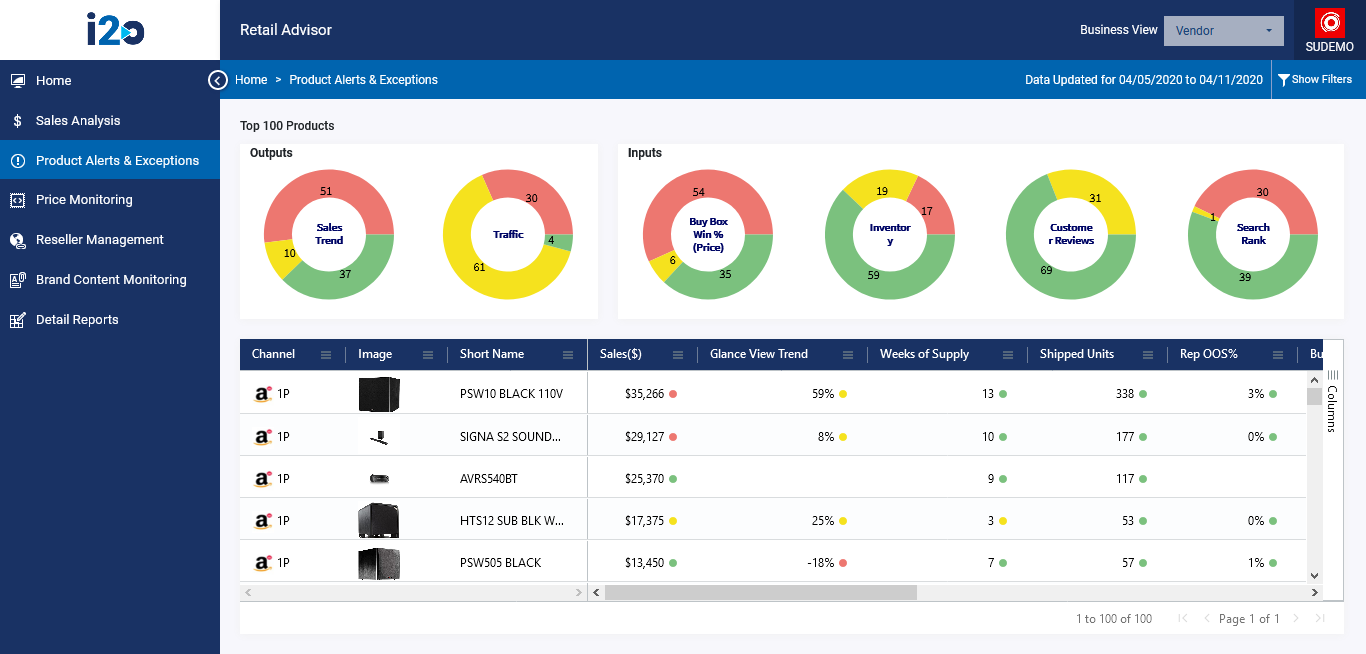 i2o
Retail Advisor
Business View
Vendor
SUDEMO
Home > Product Alerts & Exceptions
Data Updated for 04/05/2020 to 04/11/2020
Show Filters
Home
Sales Analysis
Product Alerts & Exceptions
Price Monitoring
Reseller Management
Brand Content Monitoring
Detail Reports
Top 100 Products
Outputs
51
10
37
Sales
Trend
30
4
61
Traffic
Inputs
54
6
35
Buy Box
Win %
(Price)
19
17
59
Inventor
y
31
69
Custome
r Reviews
30
1
39
Search
Rank
Channel Image Short Name Sales($) Glance View Trend Weeks of Supply Shipped Units Rep OOS% Bu
a 1P PSW10 BLACK 110V $35,266 59% 13 338 3%
a 1P SIGNA S2 SOUND... $29,127 8% 10 177 0%
a 1P AVRS540BT $25,370 9 117
a 1P HTS12 SUB BLK W... $17,375 25% 3 53 0%
a 1P PSW505 BLACK $13,450 -18% 7 57 1%
Columns
1 to 100 of 100 Page 1 of 1